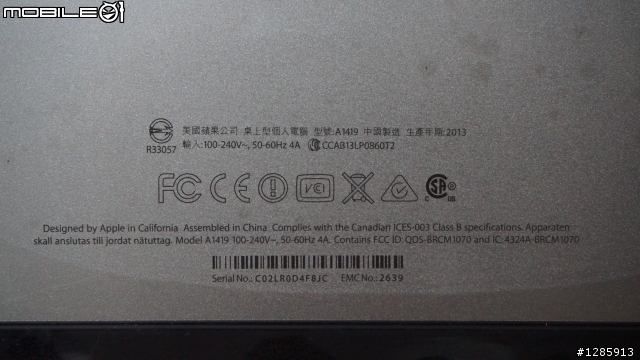 MOBILE01
美國蘋果公司 桌上型個人電腦 型號:A1419 中國製造 生產年期:2013
R33057 輸入:100-240V~, 50-60Hz 4A CCAB13LP0860T2
FC CE VCI
Designed by Apple in California Assembled in China. Complies with the Canadian ICES-003 Class B specifications. Apparaten
skall anslutas till jordat nätuttag. Model A1419 100-240V~, 50-60Hz 4A. Contains FCC ID: QDS-BRCM1070 and IC: 4324A-BRCM1070
Serial No.: C02LR0D4F8JC EMC No.: 2639
#1285913